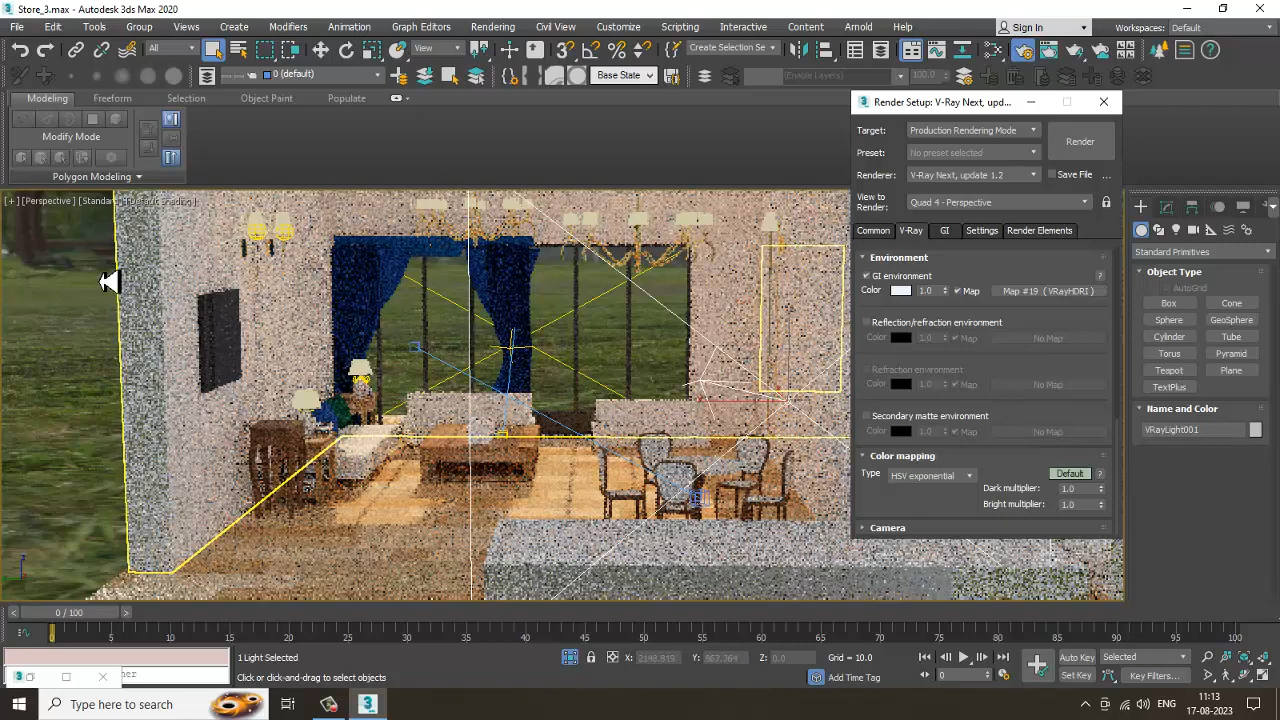 Store_3.max - Autodesk 3ds Max 2020
File Edit Tools Group Views Create Modifiers Animation Graph Editors Rendering Civil View Customize Scripting Interactive Content Arnold Help Sign In Workspaces: Default
All View Create Selection Se
0 (default) Base State (Enable Layers) 100.0
Modeling Freeform Selection Object Paint Populate
Modify Mode
Polygon Modeling
[+] [Perspective]
Render Setup: V-Ray Next, upd...
Target: Production Rendering Mode
Render
Preset: No preset selected
Renderer: V-Ray Next, update 1.2 Save File ...
View to Render: Quad 4 - Perspective
Common V-Ray GI Settings Render Elements
Environment
GI environment ?
Color 1.0 Map Map #19 (VRayHDRI)
Reflection/refraction environment
Color 1.0 Map No Map
Refraction environment
Color 1.0 Map No Map
Secondary matte environment
Color 1.0 Map No Map
Color mapping
Type HSV exponential Default ?
Dark multiplier: 1.0
Bright multiplier: 1.0
Camera
Standard Primitives
Object Type
AutoGrid
Box Cone
Sphere GeoSphere
Cylinder Tube
Torus Pyramid
Teapot Plane
TextPlus
Name and Color
VRayLight001
0 / 100
0 5 10 15 20 25 30 35 40 45 50 55 60 65 70 75 80 85 90 95 100
1 Light Selected X: 2148.819 Y: 967.364 Z: 0.0 Grid = 10.0 Auto Key Selected
Click or click-and-drag to select objects Add Time Tag 0 Set Key Key Filters...
Type here to search
ENG
11:13
17-08-2023